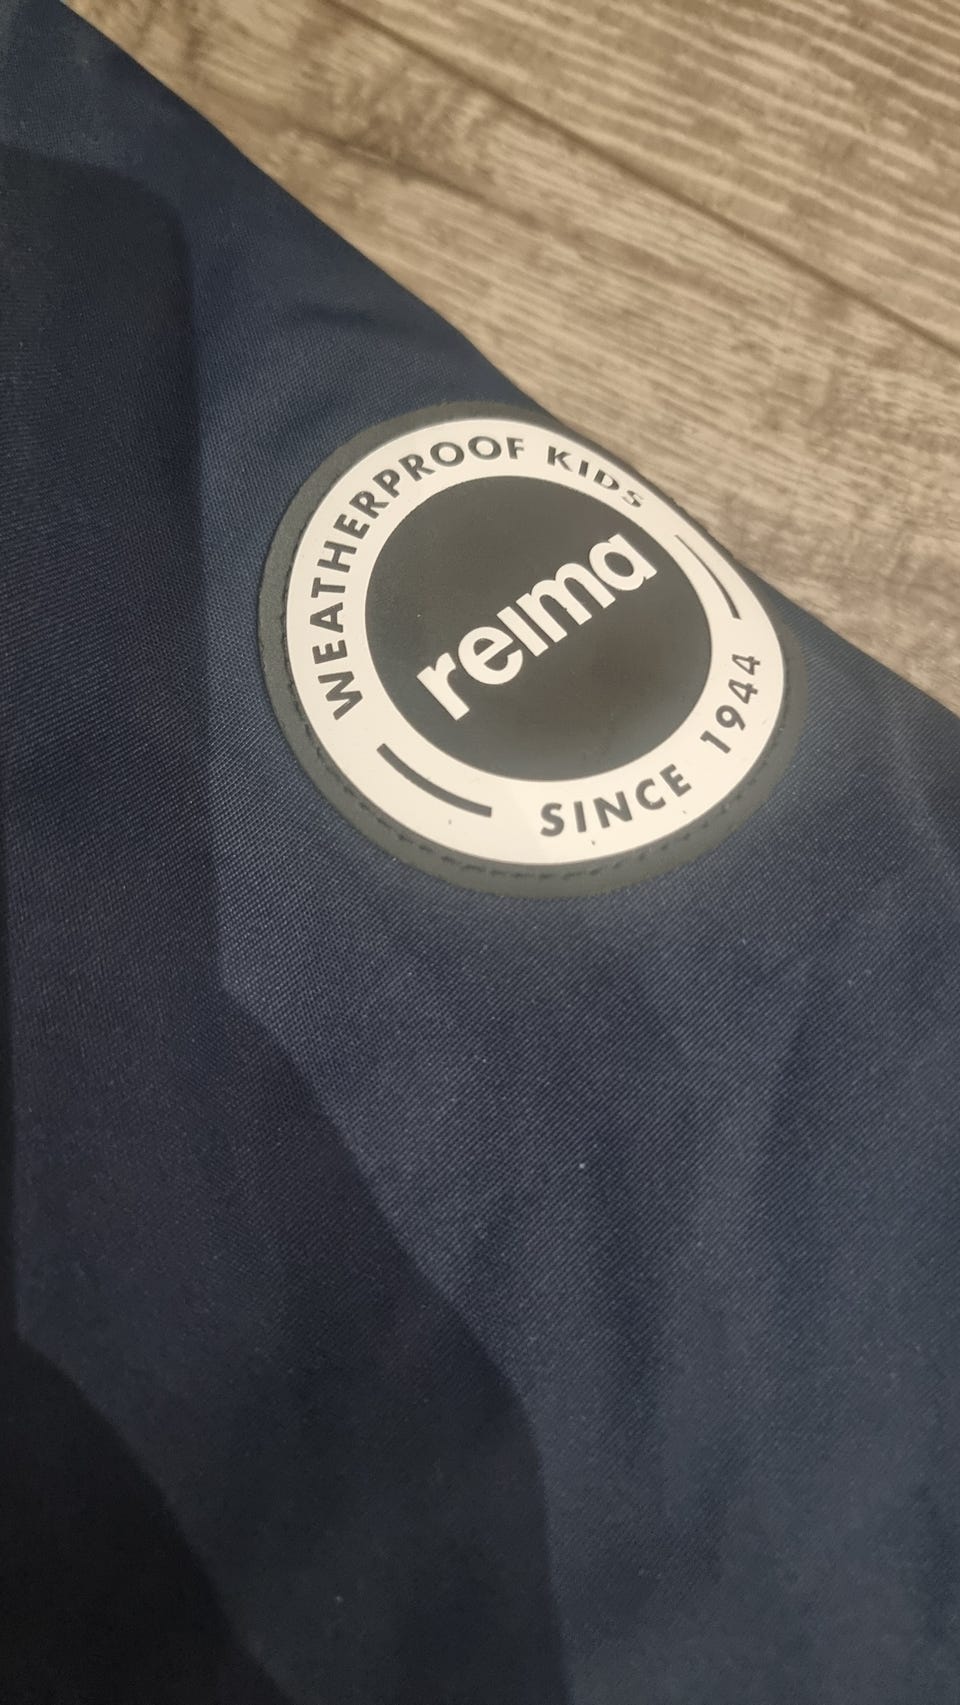 WEATHERPROOF KIDS
reima
SINCE 1944